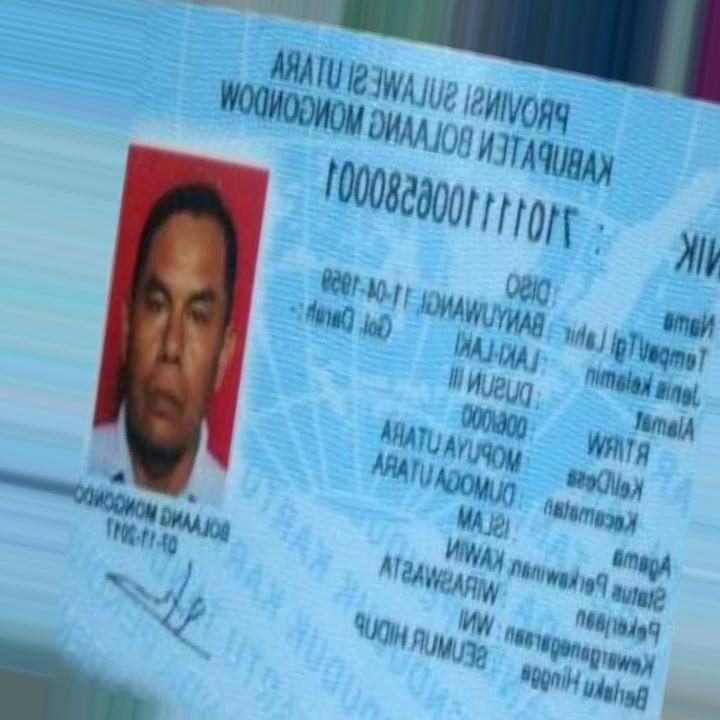 PROVINSI SULAWESI UTARA
KABUPATEN BOLAANG MONGONDOW
NIK : 7101111006580001
Nama : DISO
Tempat/Tgl Lahir BANYUWANGI, 11-04-1959
Jenis kelamin : LAKI-LAKI Gol. Darah : -
Alamat : DUSUN III
RT/RW 006/000
Kel/Desa MOPUYA UTARA
Kecamatan DUMOGA UTARA
Agama : ISLAM
Status Perkawinan: KAWIN
Pekerjaan WIRASWASTA
Kewarganegaraan : WNI
Berlaku Hingga SEUMUR HIDUP
BOLAANG MONGONDO
07-11-2017